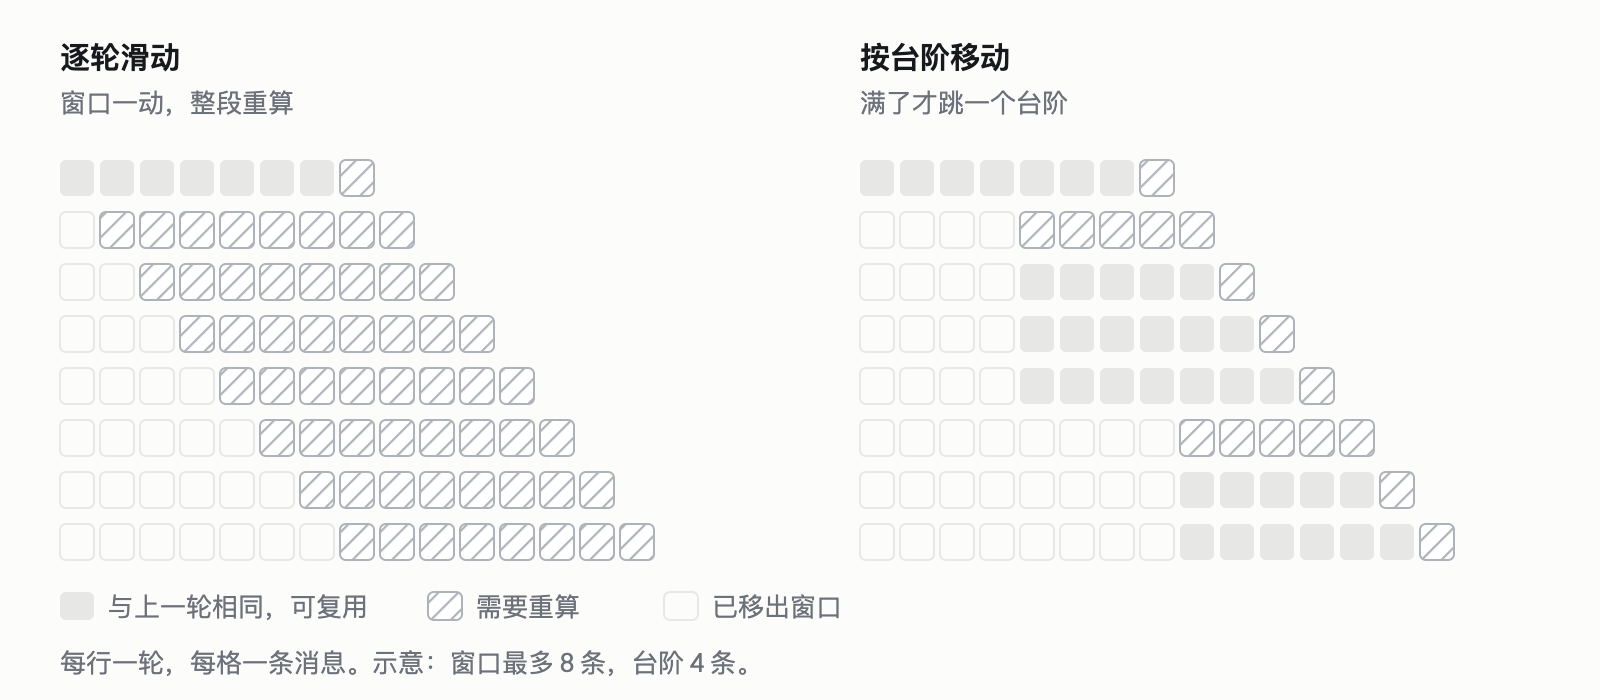 逐轮滑动
窗口一动，整段重算
按台阶移动
满了才跳一个台阶
与上一轮相同，可复用
需要重算
已移出窗口
每行一轮，每格一条消息。示意：窗口最多 8 条，台阶 4 条。